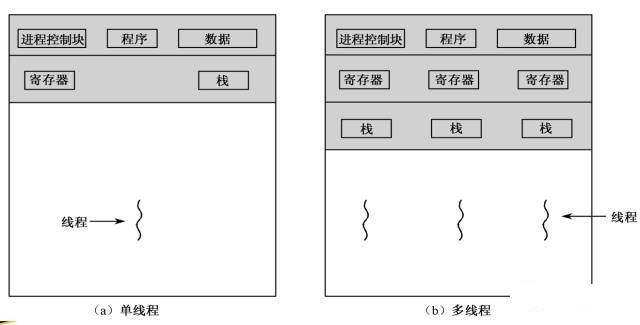 进程控制块 程序 数据
寄存器 栈
线程
(a) 单线程
进程控制块 程序 数据
寄存器 寄存器 寄存器
栈 栈 栈
线程
(b) 多线程